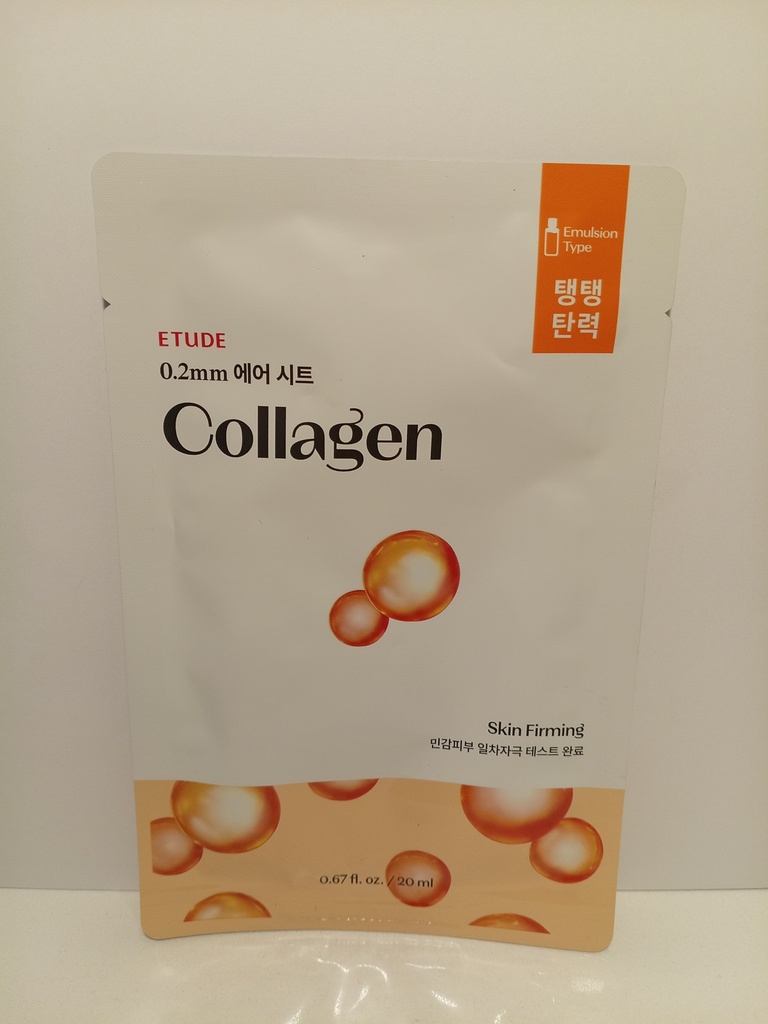 Emulsion
Type
탱탱
탄력
ETUDE
0.2mm 에어 시트
Collagen
Skin Firming
민감피부 일차자극 테스트 완료
0.67 fl. oz. / 20 ml